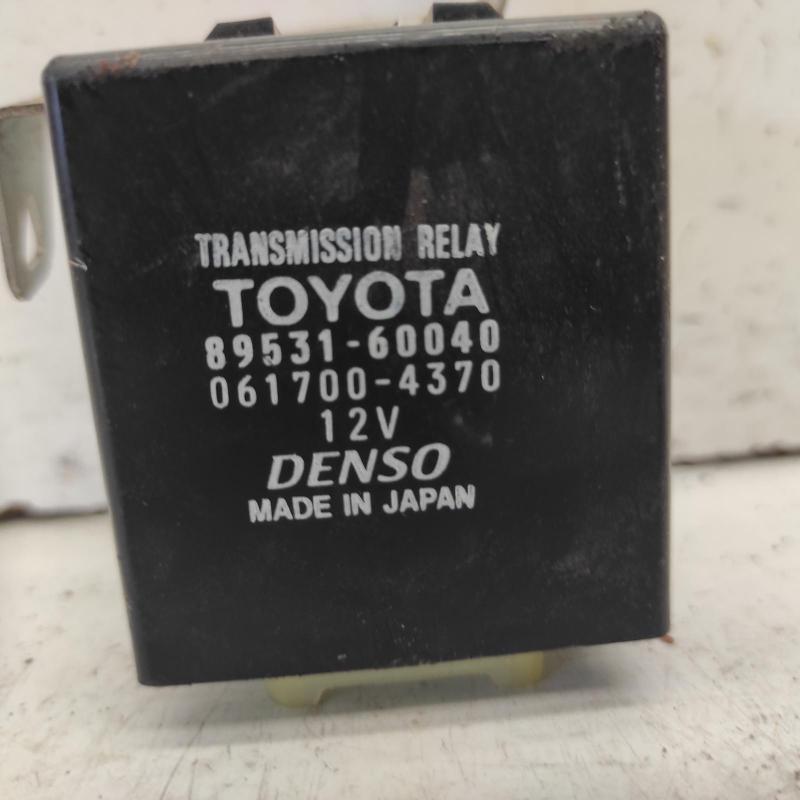 TRANSMISSION RELAY
TOYOTA
89531-60040
061700-4370
12V
DENSO
MADE IN JAPAN